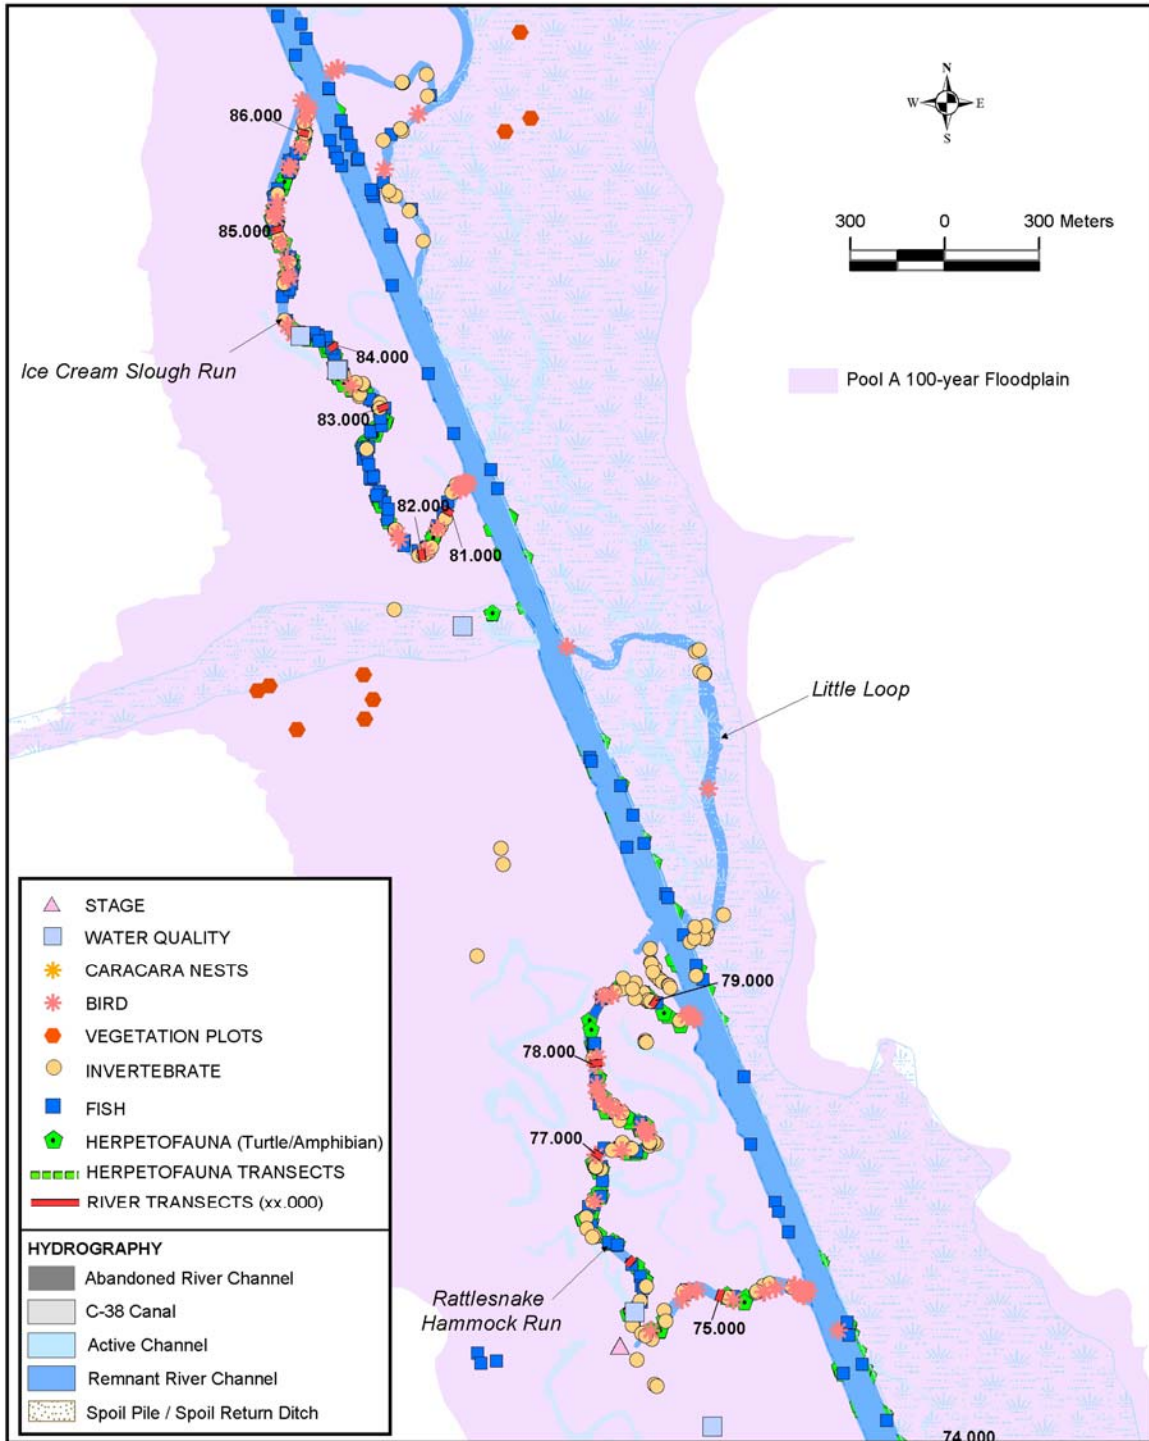 N
W E
S
86.000
300 0 300 Meters
85.000
84.000
Ice Cream Slough Run
Pool A 100-year Floodplain
83.000
82.000
81.000
Little Loop
STAGE
WATER QUALITY
CARACARA NESTS
BIRD
VEGETATION PLOTS
INVERTEBRATE
FISH
HERPETOFAUNA (Turtle/Amphibian)
HERPETOFAUNA TRANSECTS
RIVER TRANSECTS (xx.000)
HYDROGRAPHY
Abandoned River Channel
C-38 Canal
Active Channel
Remnant River Channel
Spoil Pile / Spoil Return Ditch
79.000
78.000
77.000
Rattlesnake
Hammock Run
75.000
74.000